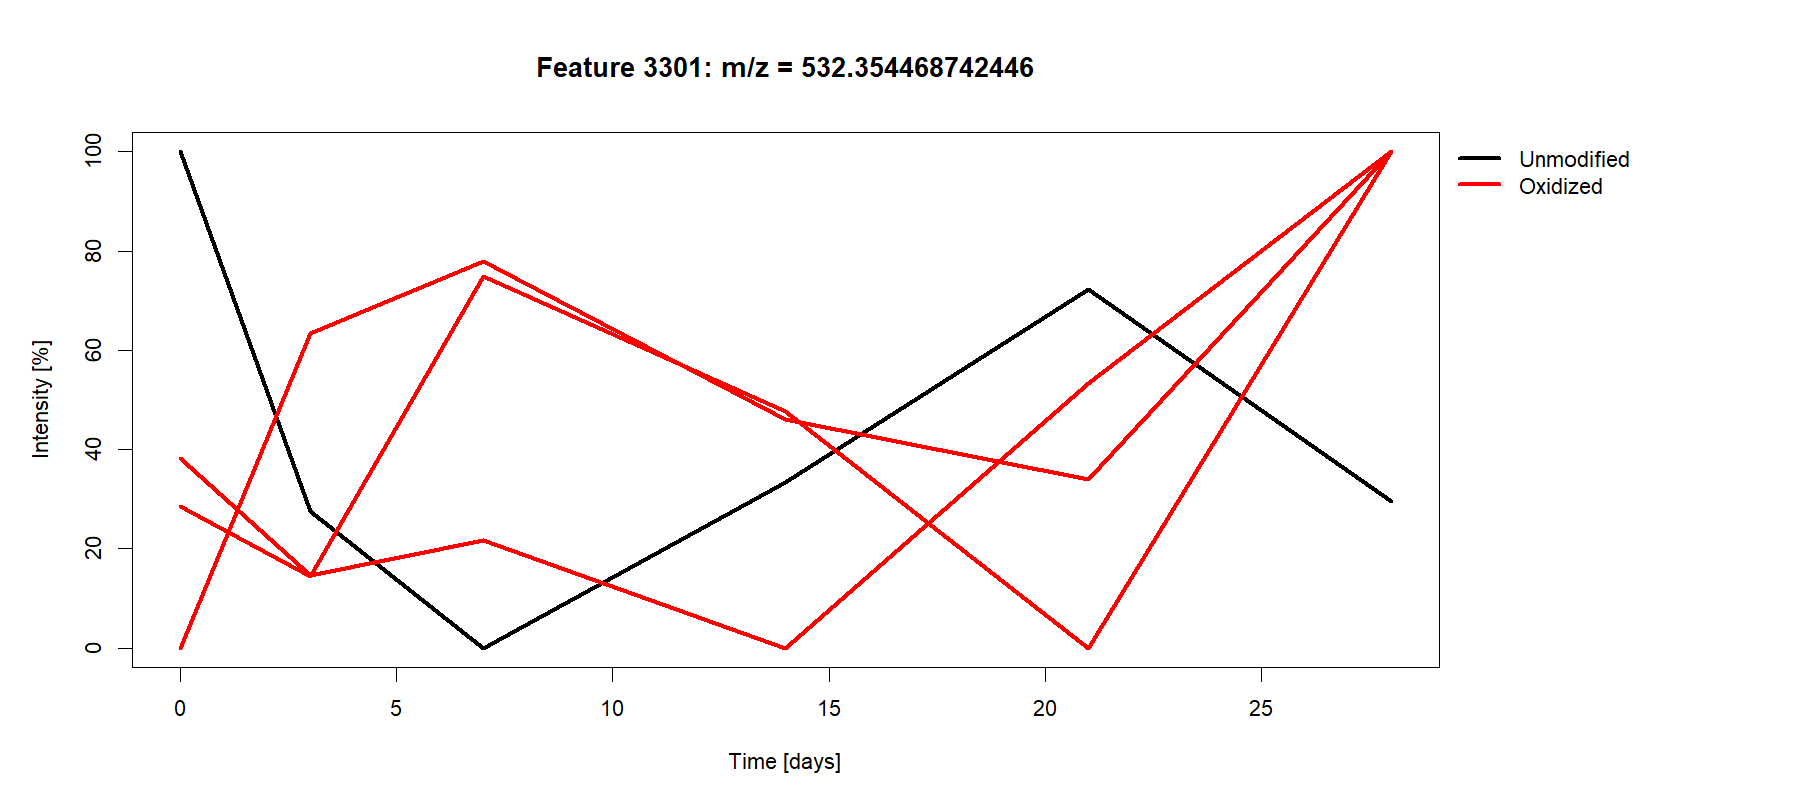 Feature 3301: m/z = 532.354468742446
Intensity [%]
100
80
60
40
20
0
0 5 10 15 20 25
Time [days]
Unmodified
Oxidized